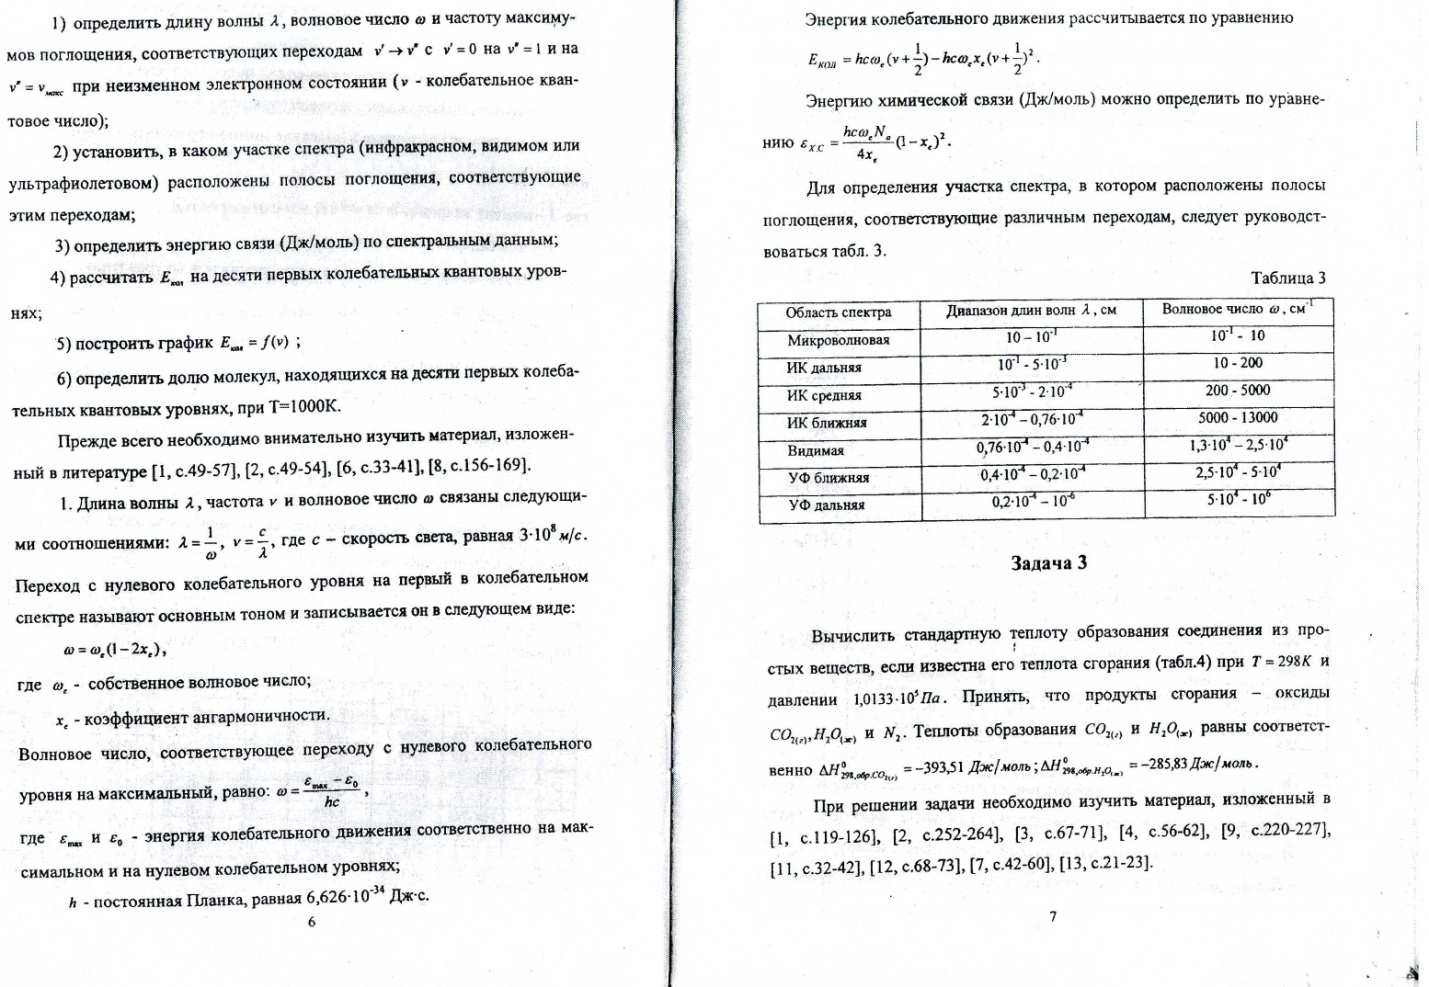 1) определить длину волны λ, волновое число ω и частоту максиму-
мов поглощения, соответствующих переходам v' → v" с v' = 0 на v" = 1 и на
v" = v_макс при неизменном электронном состоянии (v - колебательное кван-
товое число);
2) установить, в каком участке спектра (инфракрасном, видимом или
ультрафиолетовом) расположены полосы поглощения, соответствующие
этим переходам;
3) определить энергию связи (Дж/моль) по спектральным данным;
4) рассчитать E_кол на десяти первых колебательных квантовых уров-
нях;
5) построить график E_кол = f(v) ;
6) определить долю молекул, находящихся на десяти первых колеба-
тельных квантовых уровнях, при Т=1000К.
Прежде всего необходимо внимательно изучить материал, изложен-
ный в литературе [1, с.49-57], [2, с.49-54], [6, с.33-41], [8, с.156-169].
1. Длина волны λ, частота ν и волновое число ω связаны следующи-
ми соотношениями: λ = 1/ω, ν = c/λ, где с – скорость света, равная 3·10⁸ м/с.
Переход с нулевого колебательного уровня на первый в колебательном
спектре называют основным тоном и записывается он в следующем виде:
ω = ω_e(1 − 2x_e),
где ω_e - собственное волновое число;
x_e - коэффициент ангармоничности.
Волновое число, соответствующее переходу с нулевого колебательного
уровня на максимальный, равно: ω = (ε_max − ε_0)/hc,
где ε_max и ε_0 - энергия колебательного движения соответственно на мак-
симальном и на нулевом колебательном уровнях;
h - постоянная Планка, равная 6,626·10⁻³⁴ Дж·с.
6
Энергия колебательного движения рассчитывается по уравнению
E_КОЛ = hcω_e(v + 1/2) − hcω_e x_e(v + 1/2)².
Энергию химической связи (Дж/моль) можно определить по уравне-
нию ε_Х.С = hcω_e N_a/4x_e (1 − x_e)².
Для определения участка спектра, в котором расположены полосы
поглощения, соответствующие различным переходам, следует руководст-
воваться табл. 3.
Таблица 3
Область спектра Диапазон длин волн λ, см Волновое число ω, см⁻¹
Микроволновая 10 – 10⁻¹ 10⁻¹ - 10
ИК дальняя 10⁻¹ - 5·10⁻³ 10 - 200
ИК средняя 5·10⁻³ - 2·10⁻⁴ 200 - 5000
ИК ближняя 2·10⁻⁴ – 0,76·10⁻⁴ 5000 - 13000
Видимая 0,76·10⁻⁴ – 0,4·10⁻⁴ 1,3·10⁴ – 2,5·10⁴
УФ ближняя 0,4·10⁻⁴ – 0,2·10⁻⁴ 2,5·10⁴ - 5·10⁴
УФ дальняя 0,2·10⁻⁴ – 10⁻⁶ 5·10⁴ - 10⁶
Задача 3
Вычислить стандартную теплоту образования соединения из про-
стых веществ, если известна его теплота сгорания (табл.4) при T = 298K и
давлении 1,0133·10⁵ Па. Принять, что продукты сгорания – оксиды
CO₂(г), H₂O(ж) и N₂. Теплоты образования CO₂(г) и H₂O(ж) равны соответст-
венно ΔH⁰₂₉₈,обр.CO₂(г) = −393,51 Дж/моль; ΔH⁰₂₉₈,обр.H₂O(ж) = −285,83 Дж/моль.
При решении задачи необходимо изучить материал, изложенный в
[1, с.119-126], [2, с.252-264], [3, с.67-71], [4, с.56-62], [9, с.220-227],
[11, с.32-42], [12, с.68-73], [7, с.42-60], [13, с.21-23].
7